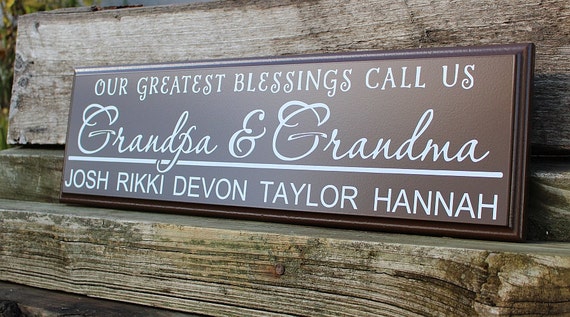 OUR GREATEST BLESSINGS CALL US
Grandpa & Grandma
JOSH RIKKI DEVON TAYLOR HANNAH